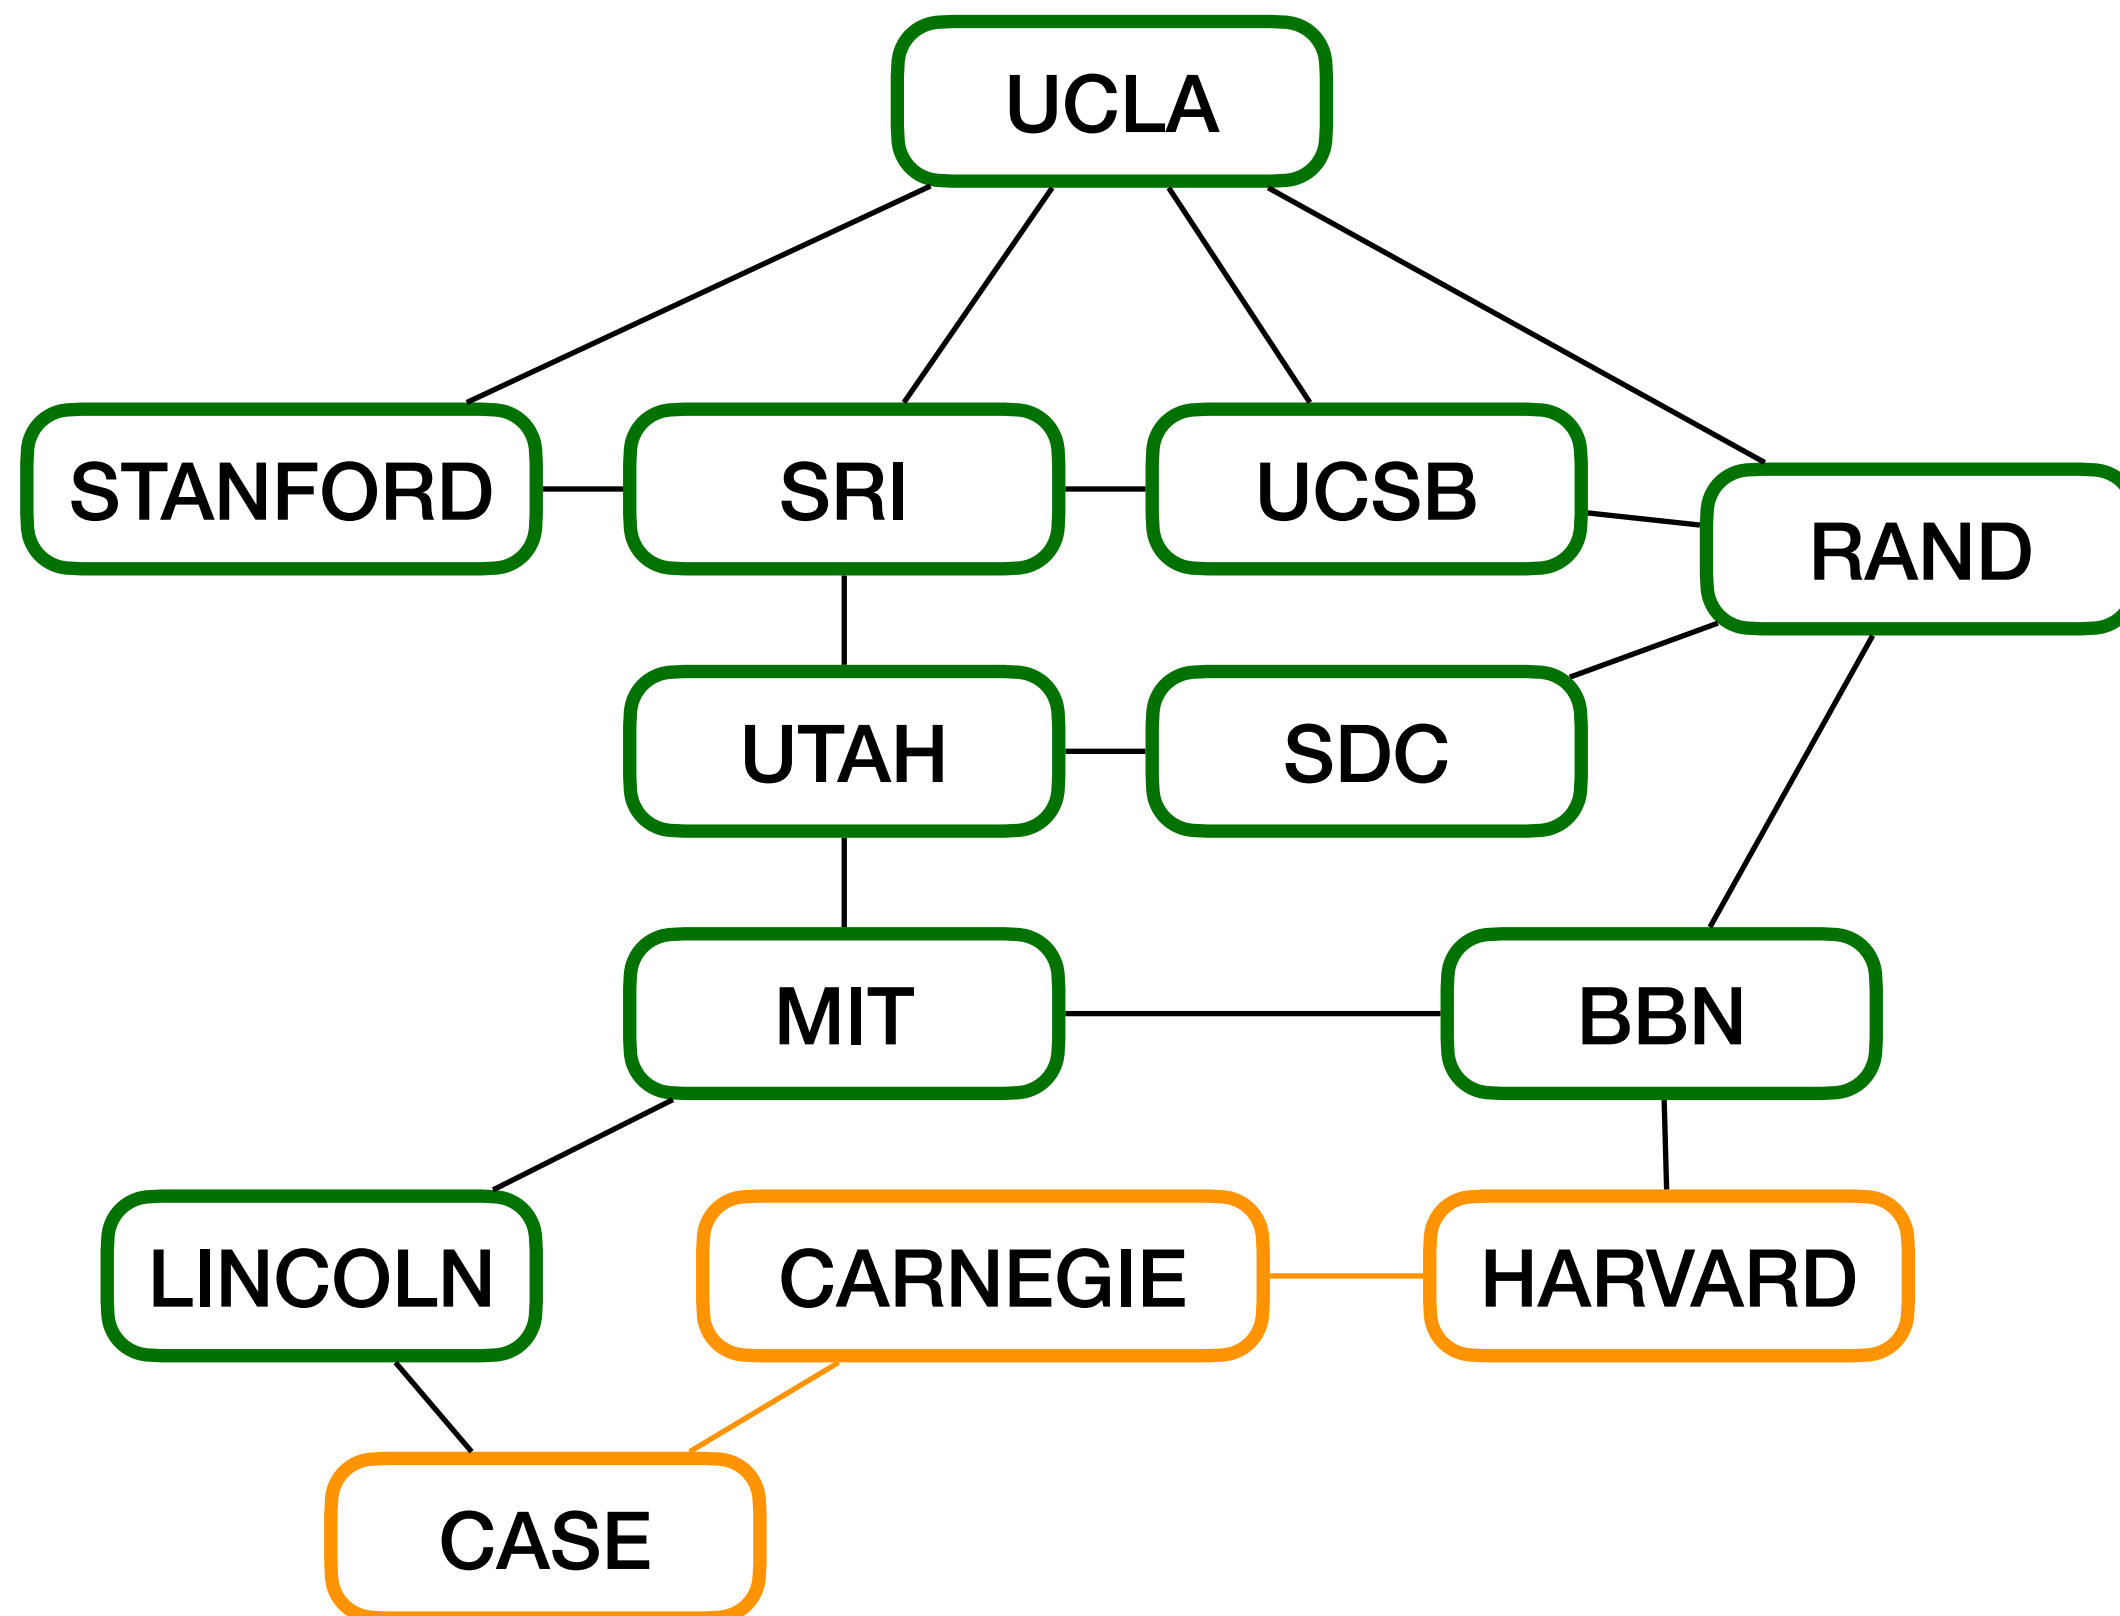 UCLA
STANFORD
SRI
UCSB
RAND
UTAH
SDC
MIT
BBN
LINCOLN
CARNEGIE
HARVARD
CASE